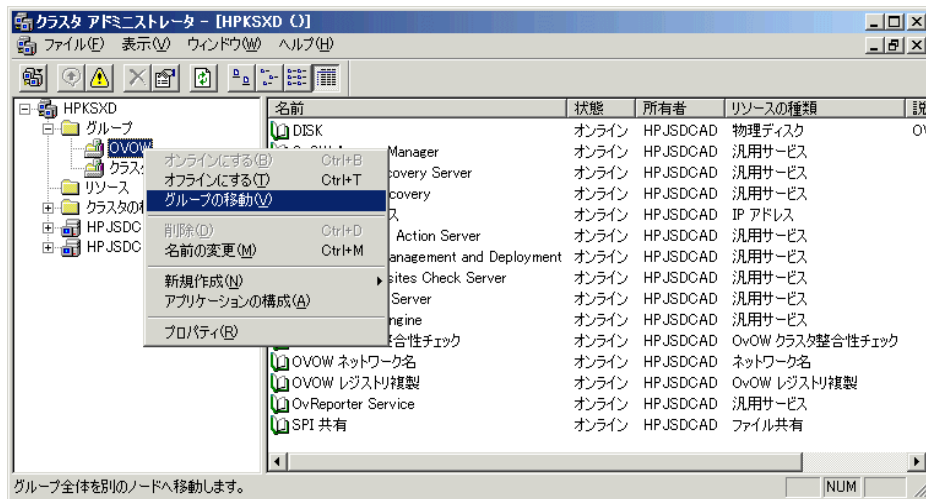 クラスタ アドミニストレータ - [HPKSXD ()]
ファイル(F) 表示(V) ウィンドウ(W) ヘルプ(H)
HPKSXD
グループ
OVOW
クラス
リソース
クラスタの
HPJSDC
HPJSDC
オンラインにする(B) Ctrl+B
オフラインにする(T) Ctrl+T
グループの移動(V)
削除(D) Ctrl+D
名前の変更(M) Ctrl+M
新規作成(N)
アプリケーションの構成(A)
プロパティ(R)
名前 状態 所有者 リソースの種類 説
DISK オンライン HPJSDCAD 物理ディスク
Manager オンライン HPJSDCAD 汎用サービス
covery Server オンライン HPJSDCAD 汎用サービス
covery オンライン HPJSDCAD 汎用サービス
ス オンライン HPJSDCAD IP アドレス
Action Server オンライン HPJSDCAD 汎用サービス
anagement and Deployment オンライン HPJSDCAD 汎用サービス
sites Check Server オンライン HPJSDCAD 汎用サービス
Server オンライン HPJSDCAD 汎用サービス
ngine オンライン HPJSDCAD 汎用サービス
合性チェック オンライン HPJSDCAD OvOW クラスタ整合性チェック
OVOW ネットワーク名 オンライン HPJSDCAD ネットワーク名
OVOW レジストリ複製 オンライン HPJSDCAD OvOW レジストリ複製
OvReporter Service オンライン HPJSDCAD 汎用サービス
SPI 共有 オンライン HPJSDCAD ファイル共有
グループ全体を別のノードへ移動します。
NUM